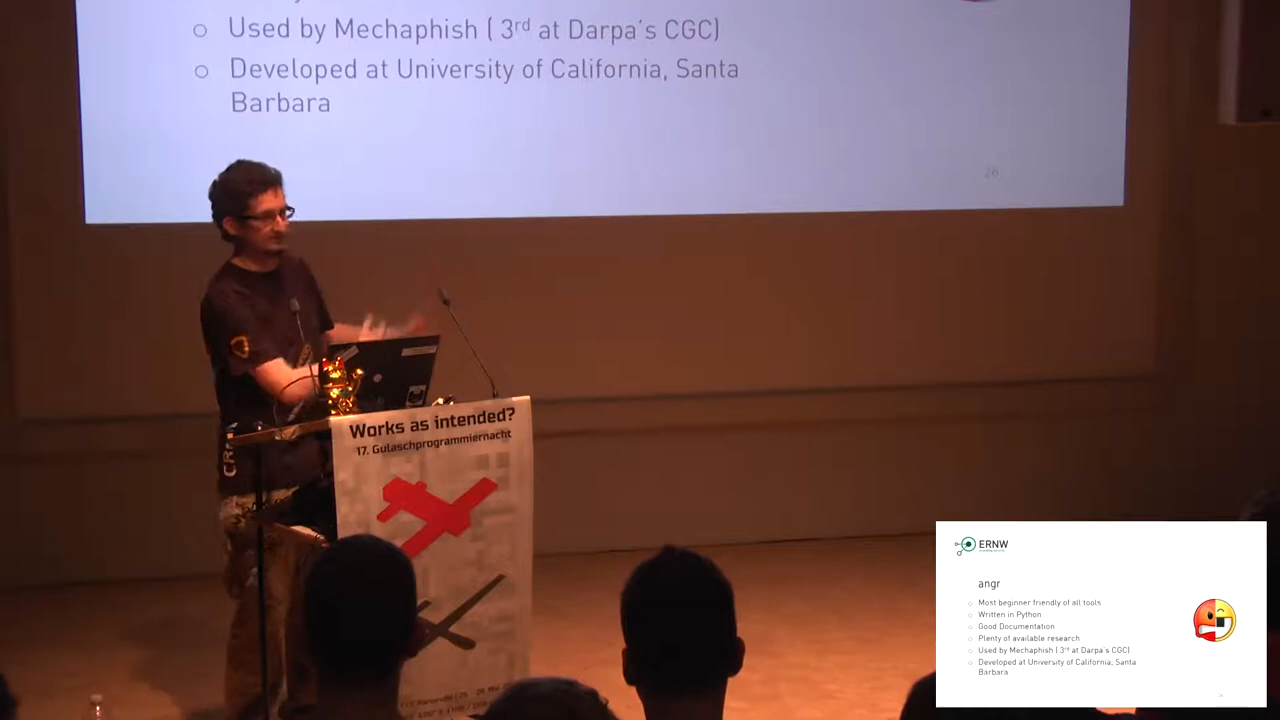 ○ Used by Mechaphish ( 3rd at Darpa's CGC)
○ Developed at University of California, Santa
Barbara
26
Works as intended?
17. Gulaschprogrammiernacht
ERNW
angr
○ Most beginner friendly of all tools
○ Written in Python
○ Good Documentation
○ Plenty of available research
○ Used by Mechaphish ( 3rd at Darpa's CGC)
○ Developed at University of California, Santa
Barbara